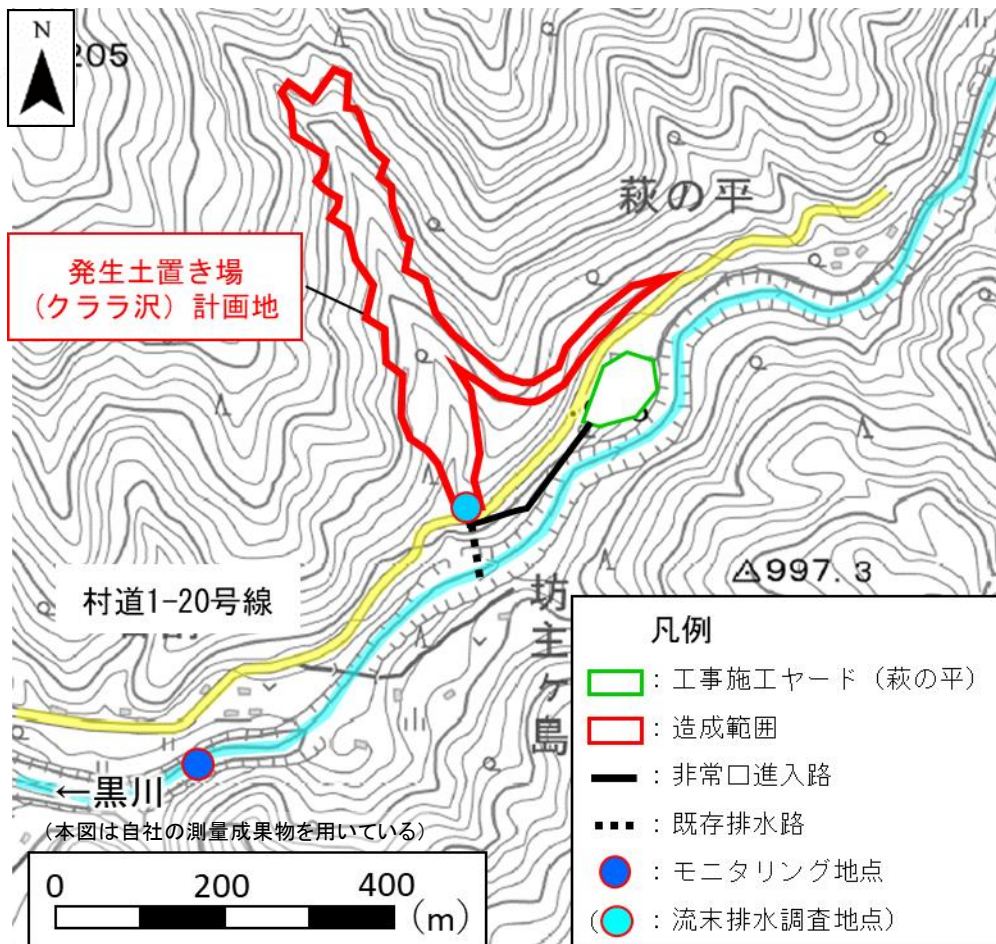 N
205
萩の平
発生土置き場
(クララ沢)計画地
997.3
村道1-20号線
坊主ヶ島
←黒川
(本図は自社の測量成果物を用いている)
0 200 400
(m)
凡例
:工事施工ヤード(萩の平)
:造成範囲
:非常口進入路
:既存排水路
:モニタリング地点
(:流末排水調査地点)